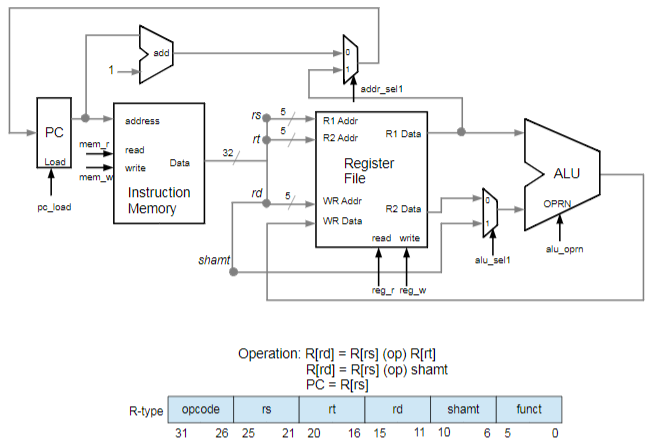 add
0
1
1
addr_sel1
PC
Load
pc_load
address
mem_r
read
mem_w
write
Data
Instruction
Memory
32
rs
5
rt
5
rd
5
shamt
R1 Addr
R1 Data
R2 Addr
Register
File
WR Addr
R2 Data
WR Data
read write
reg_r reg_w
0
1
alu_sel1
ALU
OPRN
alu_oprn
Operation: R[rd] = R[rs] (op) R[rt]
R[rd] = R[rs] (op) shamt
PC = R[rs]
R-type opcode rs rt rd shamt funct
31 26 25 21 20 16 15 11 10 6 5 0